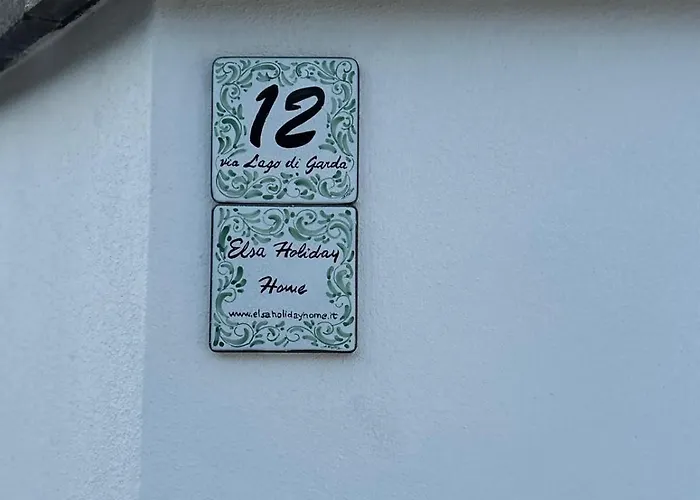 12
via Lago di Garda
Elsa Holiday
Home
www.elsaholidayhome.it